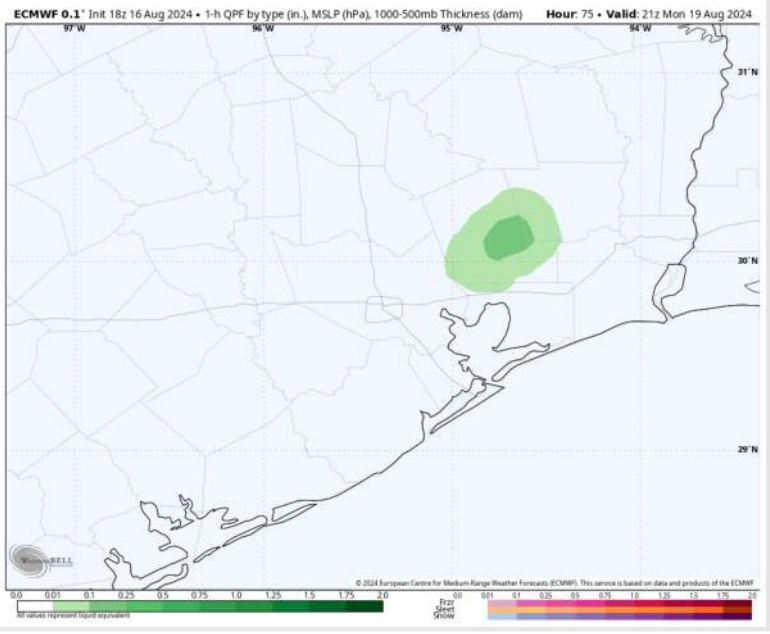 ECMWF 0.1° Init 18z 16 Aug 2024 • 1-h QPF by type (in.), MSLP (hPa), 1000-500mb Thickness (dam) Hour: 75 • Valid: 21z Mon 19 Aug 2024
97°W 96°W 95°W 94°W
31°N
30°N
29°N
WeatherBELL
© 2024 European Centre for Medium-Range Weather Forecasts (ECMWF). This service is based on data and products of the ECMWF
0.0 0.01 0.1 0.25 0.5 0.75 1.0 1.25 1.5 1.75 2.0
0.0 0.01 0.1 0.25 0.5 0.75 1.0 1.25 1.5 1.75 2.0
Frzr
Sleet
Snow
All values represent liquid equivalent